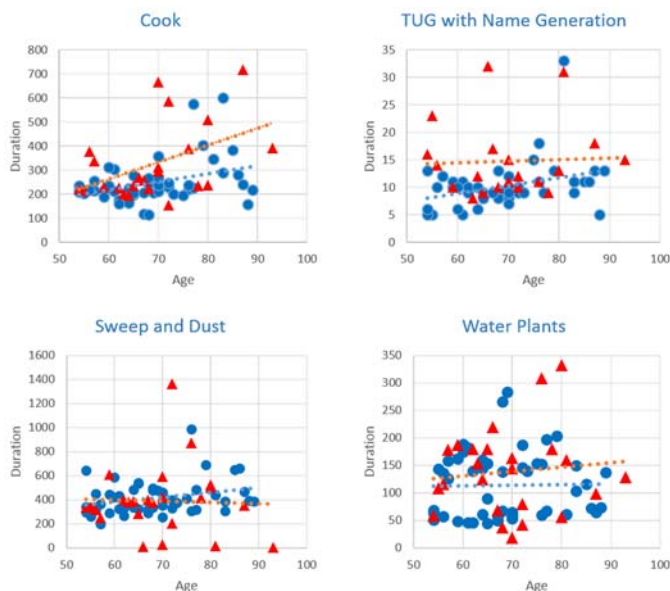 Cook
TUG with Name Generation
800
700
600
500
400
300
200
100
0
Duration
50 60 70 80 90 100
Age
35
30
25
20
15
10
5
0
Duration
50 60 70 80 90 100
Age
Sweep and Dust
Water Plants
1600
1400
1200
1000
800
600
400
200
0
Duration
50 60 70 80 90 100
Age
350
300
250
200
150
100
50
0
Duration
50 60 70 80 90 100
Age